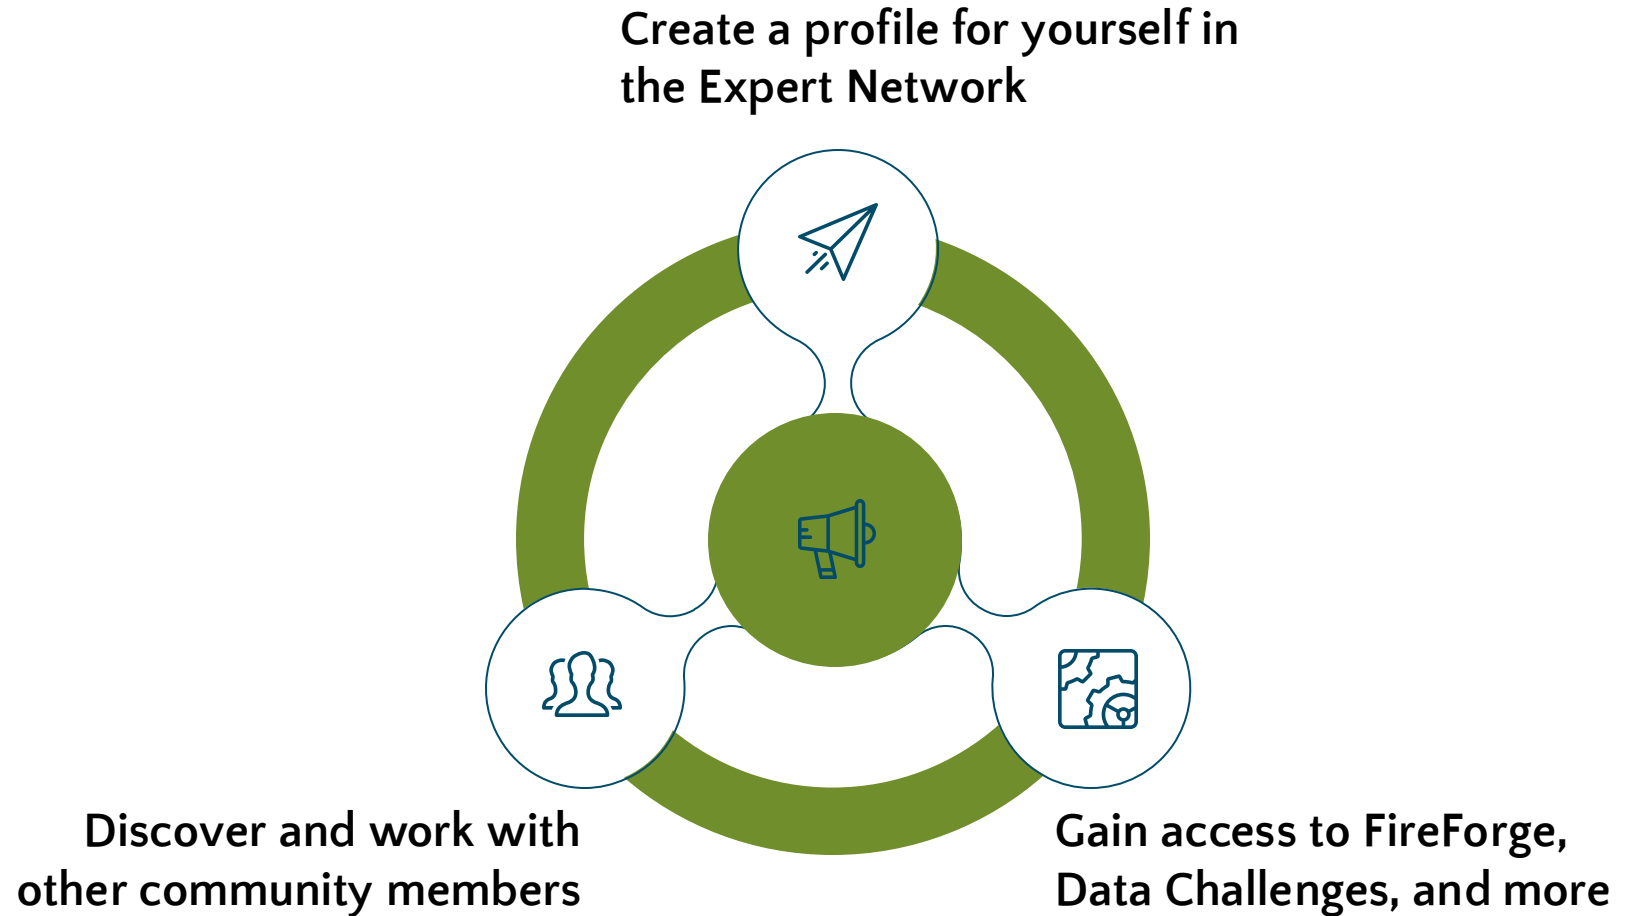 Create a profile for yourself in
the Expert Network
Discover and work with
other community members
Gain access to FireForge,
Data Challenges, and more